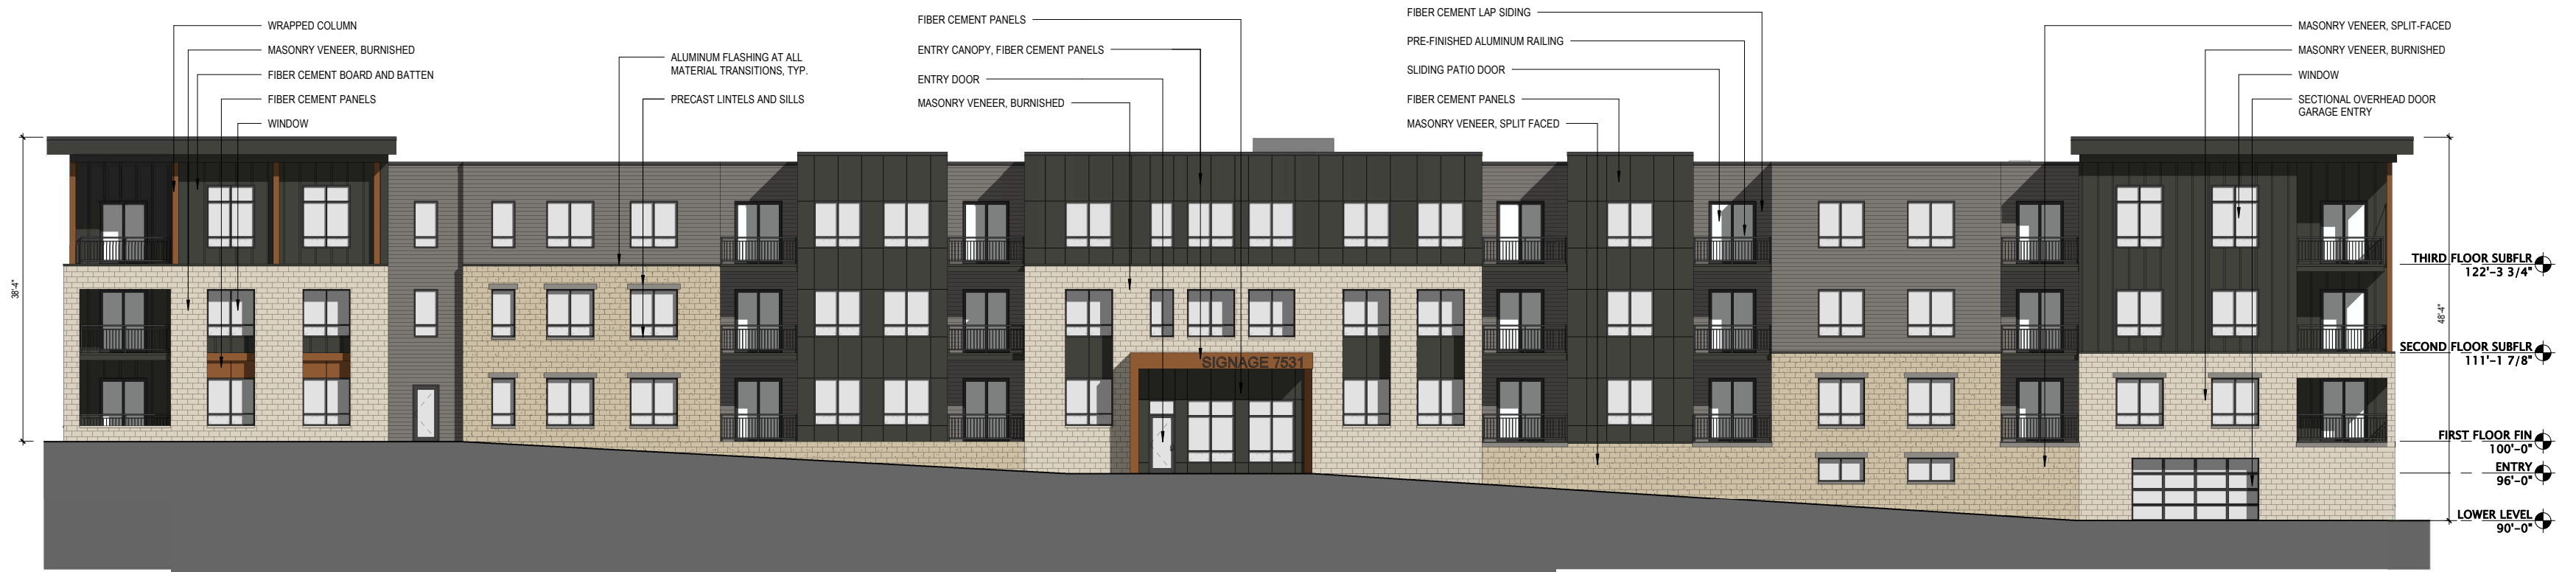 WRAPPED COLUMN
MASONRY VENEER, BURNISHED
FIBER CEMENT BOARD AND BATTEN
FIBER CEMENT PANELS
WINDOW
ALUMINUM FLASHING AT ALL
MATERIAL TRANSITIONS, TYP.
PRECAST LINTELS AND SILLS
FIBER CEMENT PANELS
ENTRY CANOPY, FIBER CEMENT PANELS
ENTRY DOOR
MASONRY VENEER, BURNISHED
FIBER CEMENT LAP SIDING
PRE-FINISHED ALUMINUM RAILING
SLIDING PATIO DOOR
FIBER CEMENT PANELS
MASONRY VENEER, SPLIT FACED
MASONRY VENEER, SPLIT-FACED
MASONRY VENEER, BURNISHED
WINDOW
SECTIONAL OVERHEAD DOOR
GARAGE ENTRY
38'-4"
SIGNAGE 7531
48'-4"
THIRD FLOOR SUBFLR
122'-3 3/4"
SECOND FLOOR SUBFLR
111'-1 7/8"
FIRST FLOOR FIN
100'-0"
ENTRY
96'-0"
LOWER LEVEL
90'-0"